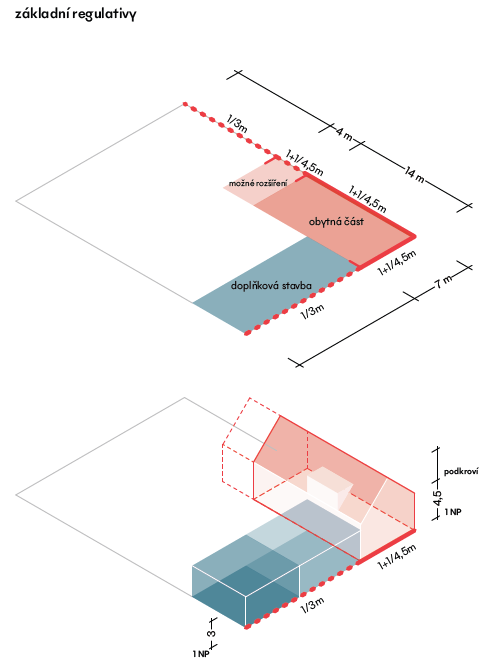 základní regulativy
1/3m
4 m
1+1/4,5m
14 m
možné rozšíření
1+1/4,5m
obytná část
1+1/4,5m
doplňková stavba
7 m
1/3m
podkroví
4,5
1 NP
1+1/4,5m
1/3m
3
1 NP